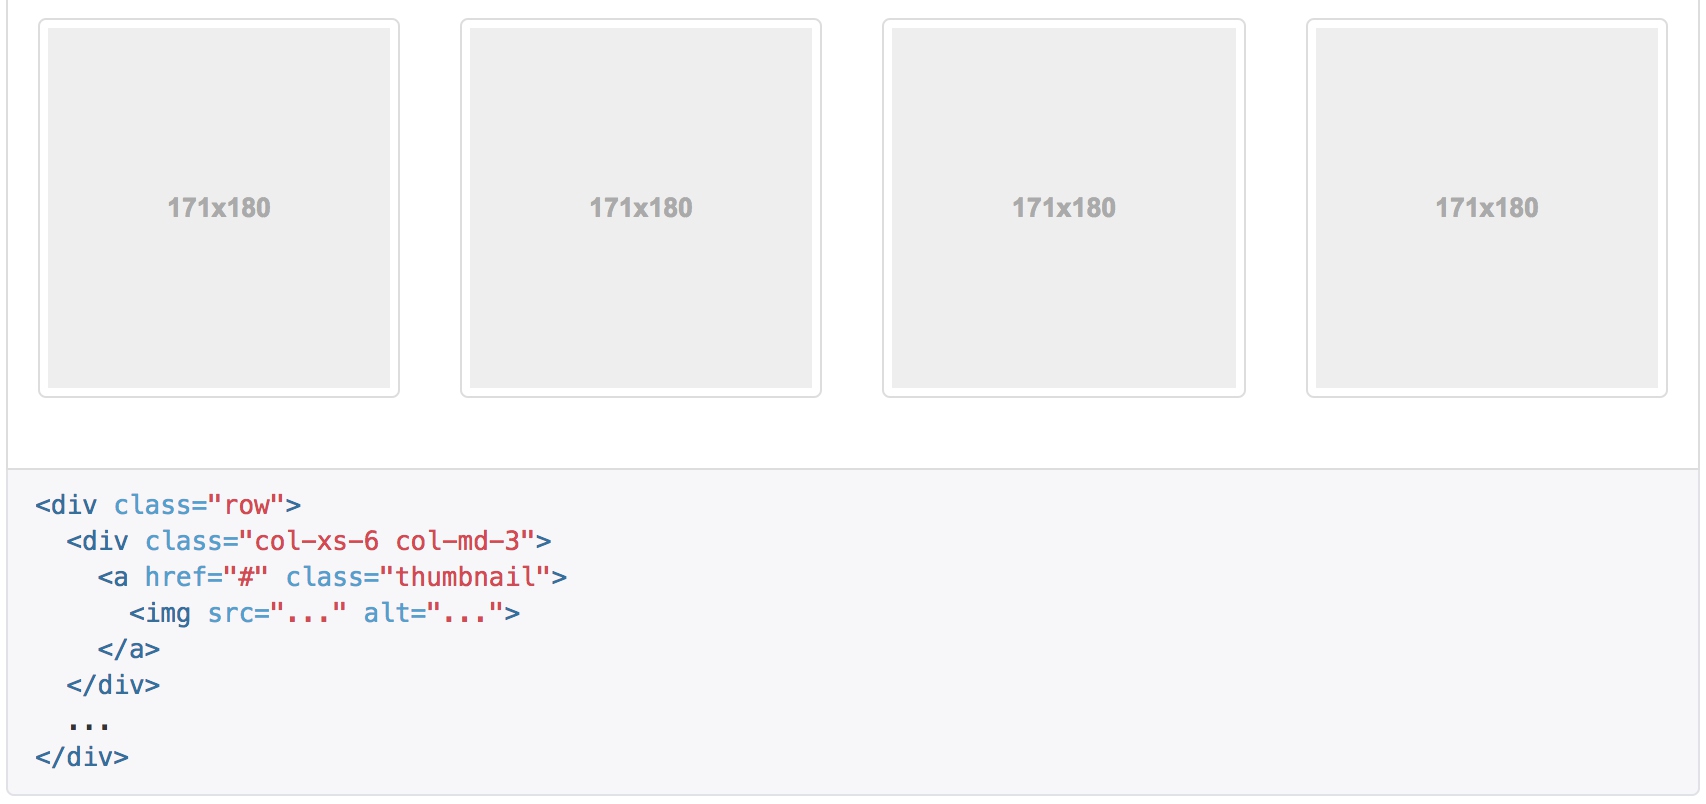 171x180 171x180 171x180 171x180
<div class="row">
  <div class="col-xs-6 col-md-3">
    <a href="#" class="thumbnail">
      <img src="..." alt="...">
    </a>
  </div>
  ...
</div>